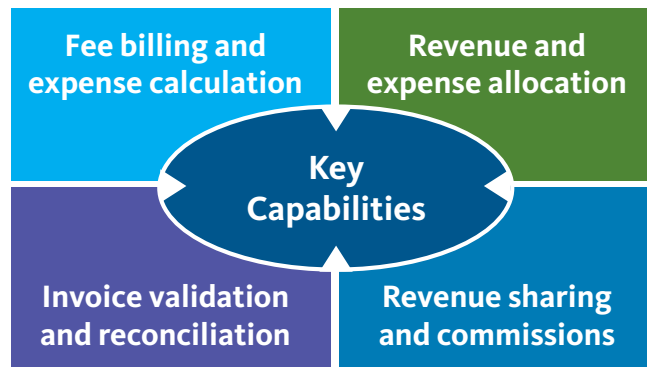 Fee billing and
expense calculation
Revenue and
expense allocation
Key
Capabilities
Invoice validation
and reconciliation
Revenue sharing
and commissions